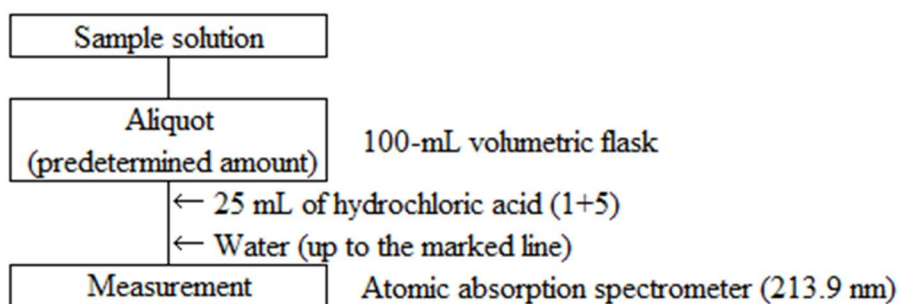 Sample solution
Aliquot
(predetermined amount)
100-mL volumetric flask
← 25 mL of hydrochloric acid (1+5)
← Water (up to the marked line)
Measurement
Atomic absorption spectrometer (213.9 nm)